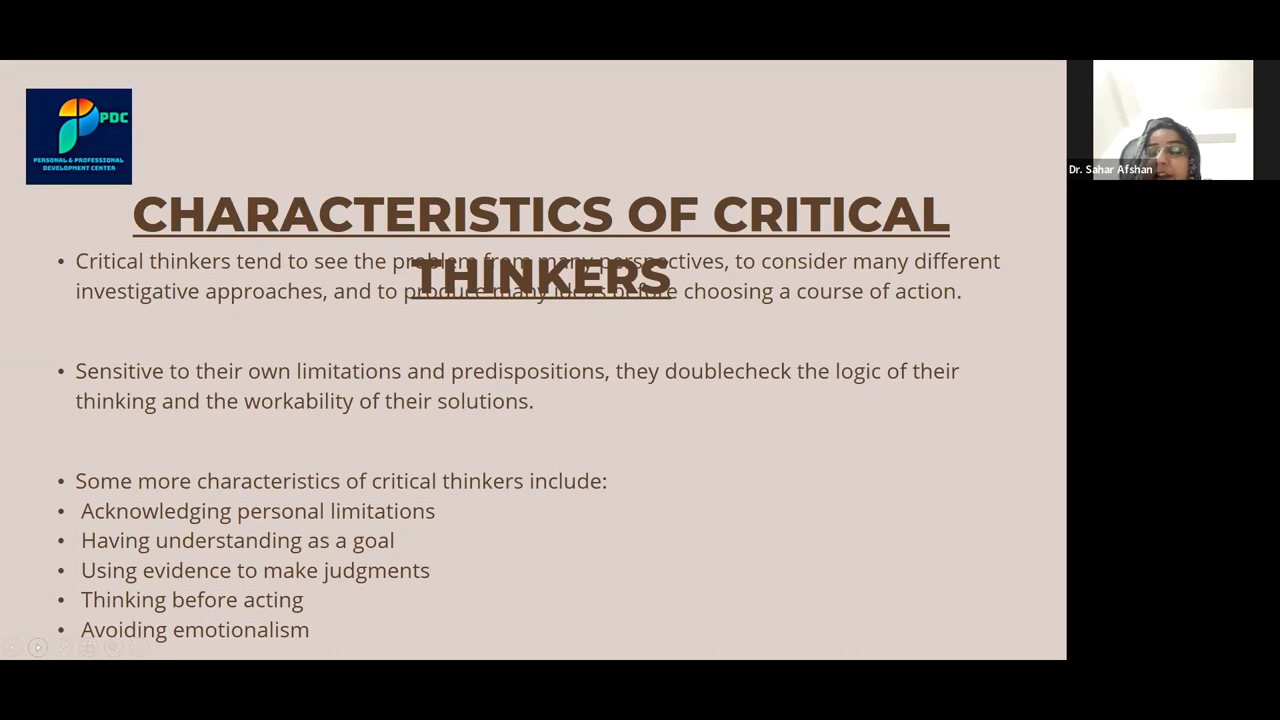 PDC
PERSONAL & PROFESSIONAL
DEVELOPMENT CENTER
CHARACTERISTICS OF CRITICAL
THINKERS
• Critical thinkers tend to see the problem from many perspectives, to consider many different
investigative approaches, and to produce many ideas before choosing a course of action.
• Sensitive to their own limitations and predispositions, they doublecheck the logic of their
thinking and the workability of their solutions.
• Some more characteristics of critical thinkers include:
• Acknowledging personal limitations
• Having understanding as a goal
• Using evidence to make judgments
• Thinking before acting
• Avoiding emotionalism
Dr. Sahar Afshan